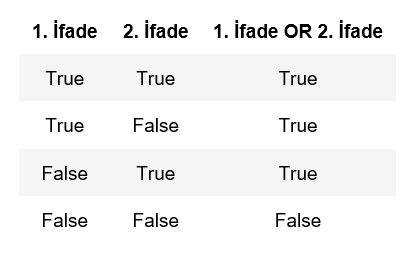 1. İfade 2. İfade 1. İfade OR 2. İfade
True True True
True False True
False True True
False False False